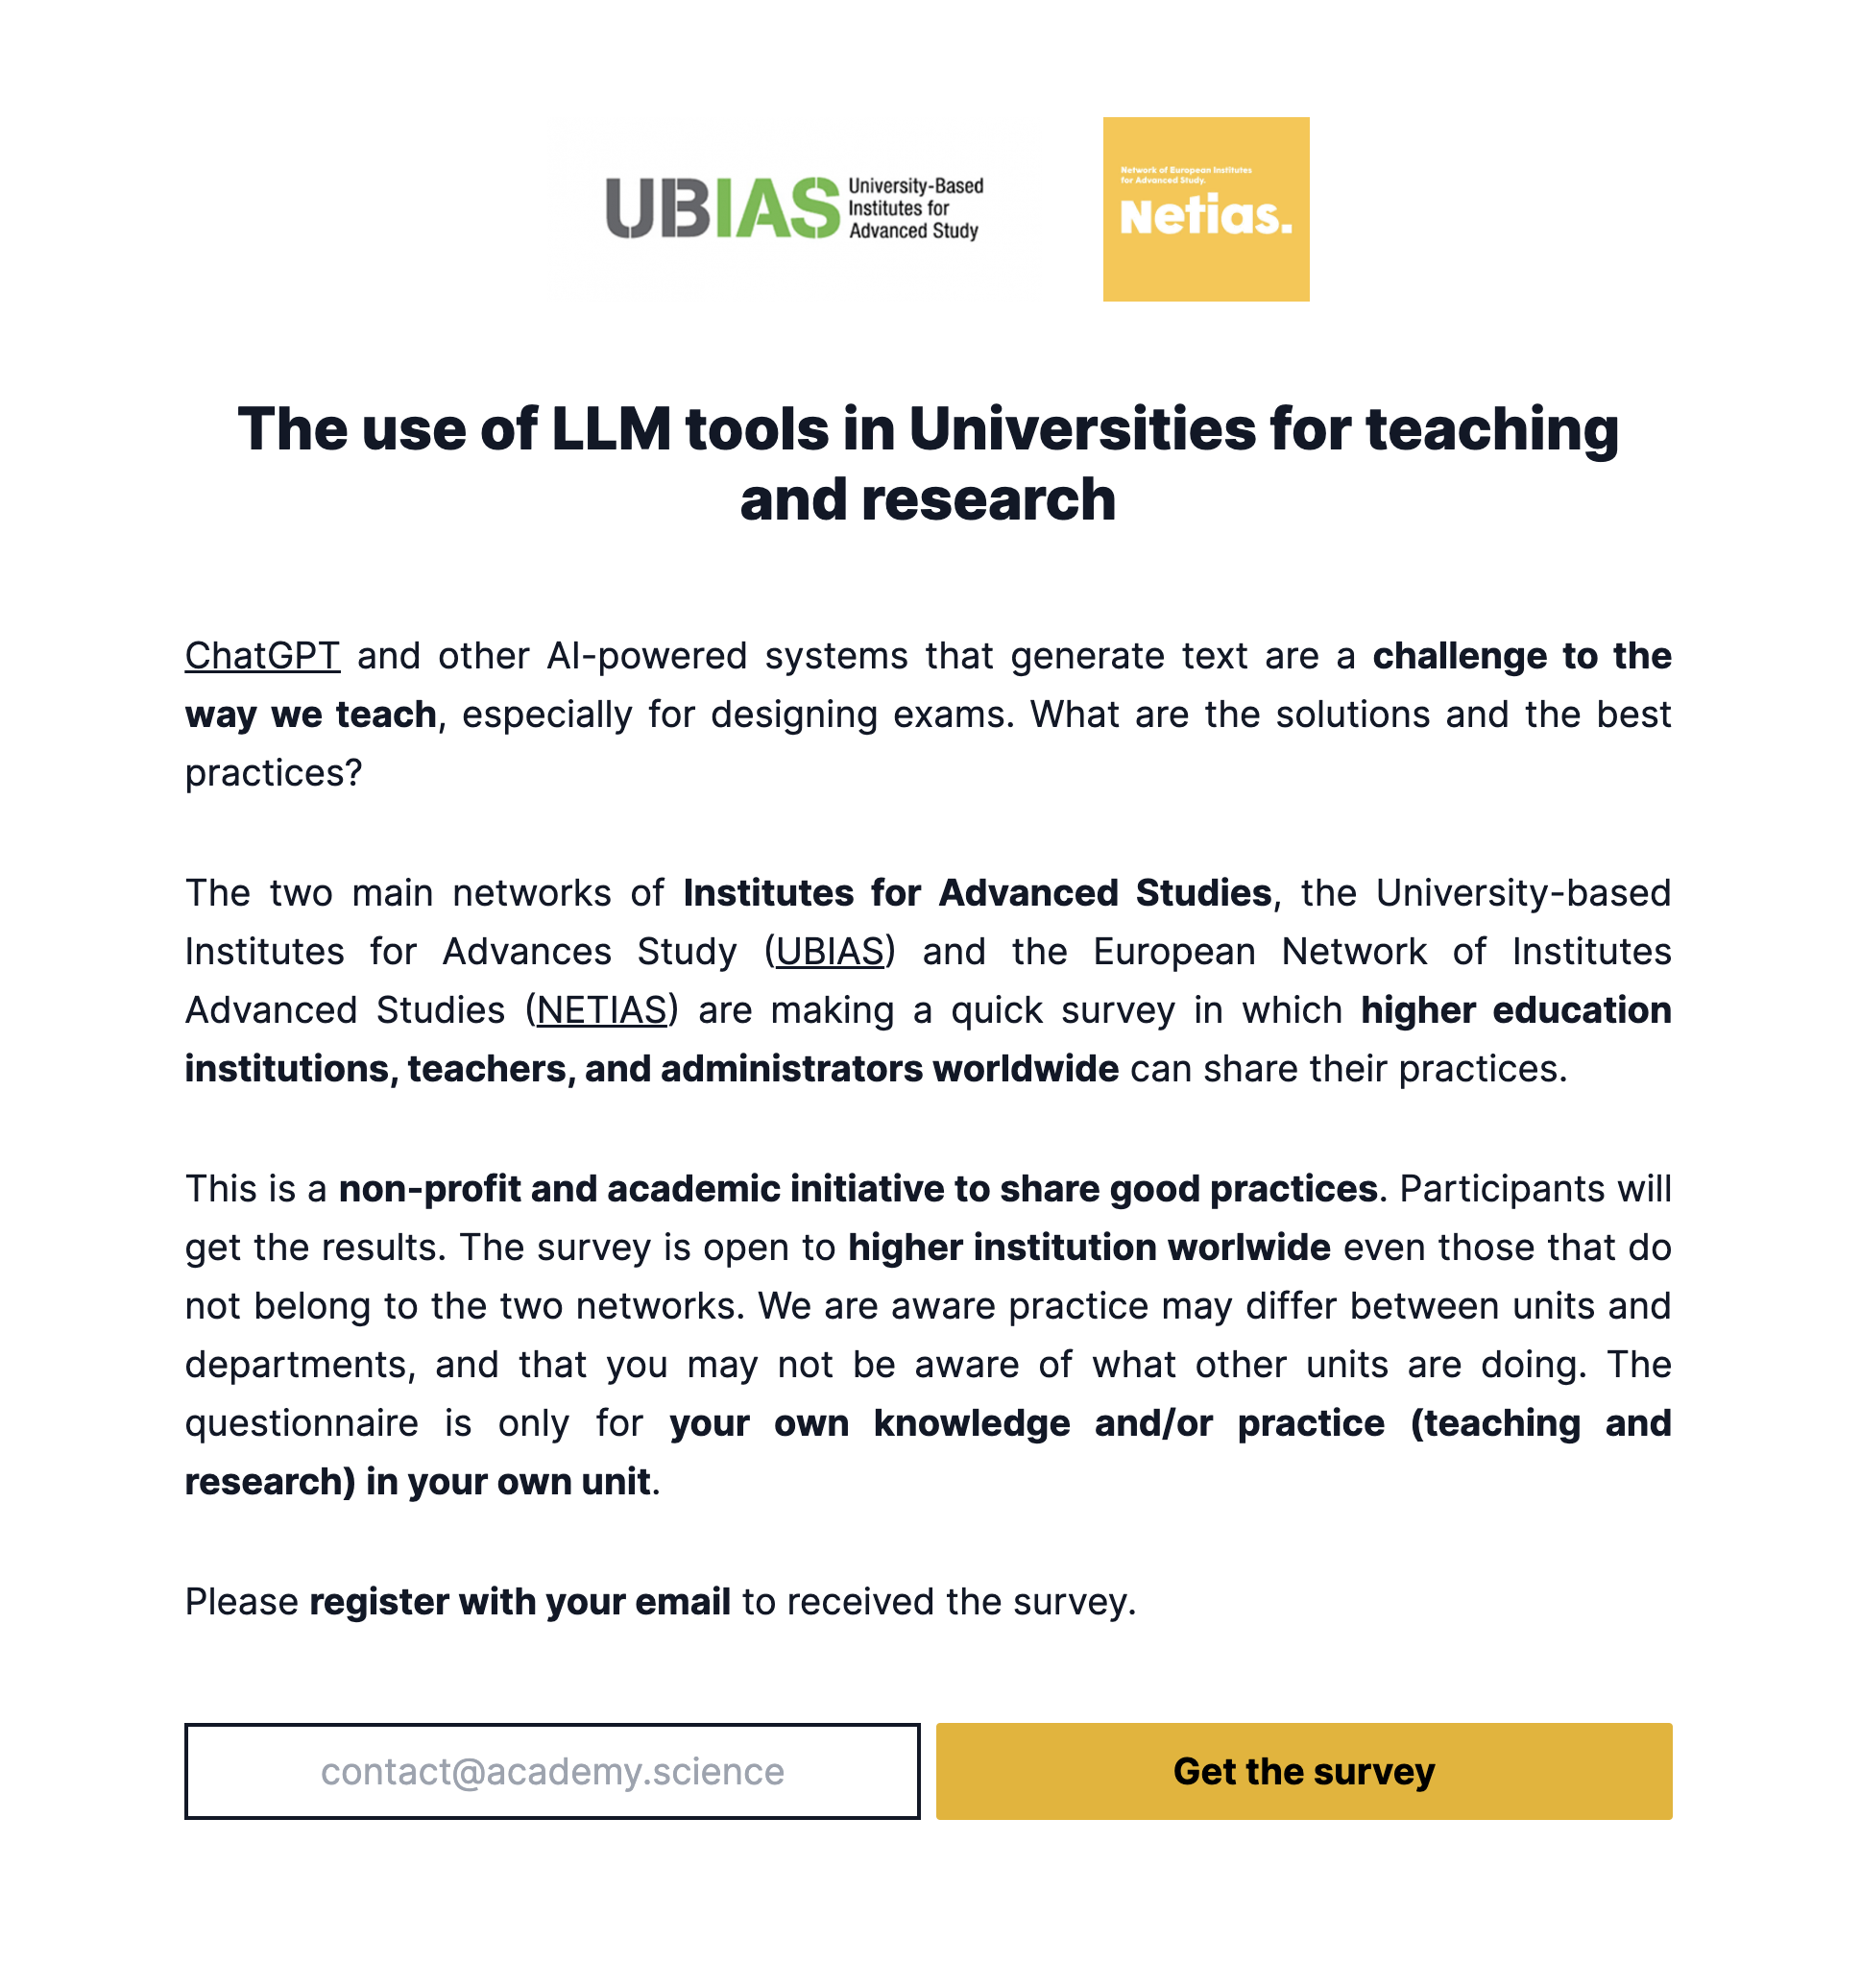 UBIAS
University-Based
Institutes for
Advanced Study
Network of European Institutes
for Advanced Study.
Netias.
The use of LLM tools in Universities for teaching
and research
ChatGPT and other AI-powered systems that generate text are a challenge to the
way we teach, especially for designing exams. What are the solutions and the best
practices?
The two main networks of Institutes for Advanced Studies, the University-based
Institutes for Advances Study (UBIAS) and the European Network of Institutes
Advanced Studies (NETIAS) are making a quick survey in which higher education
institutions, teachers, and administrators worldwide can share their practices.
This is a non-profit and academic initiative to share good practices. Participants will
get the results. The survey is open to higher institution worlwide even those that do
not belong to the two networks. We are aware practice may differ between units and
departments, and that you may not be aware of what other units are doing. The
questionnaire is only for your own knowledge and/or practice (teaching and
research) in your own unit.
Please register with your email to received the survey.
contact@academy.science
Get the survey